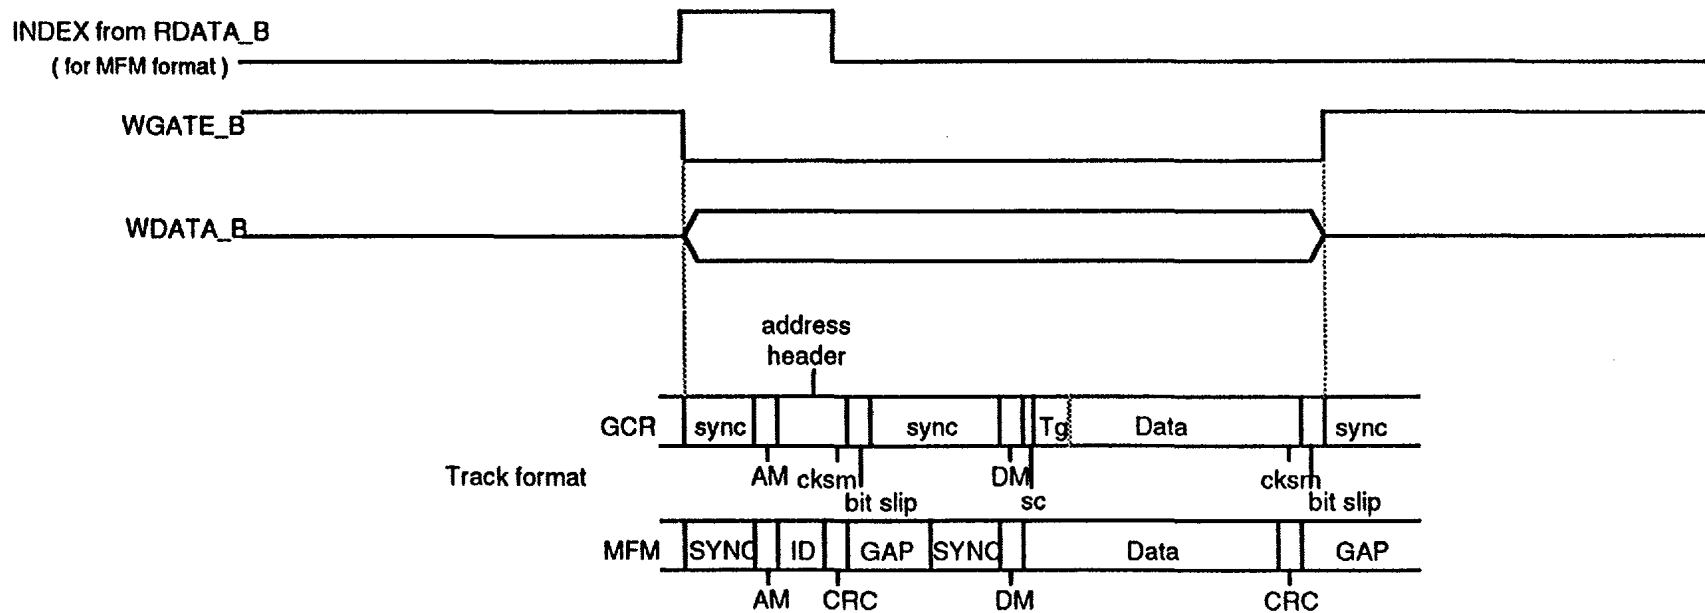 INDEX from RDATA_B
( for MFM format )
WGATE_B
WDATA_B
address
header
GCR sync sync Tg Data sync
Track format AM cksm DM cksm
bit slip sc bit slip
MFM SYNC ID GAP SYNC Data GAP
AM CRC DM CRC